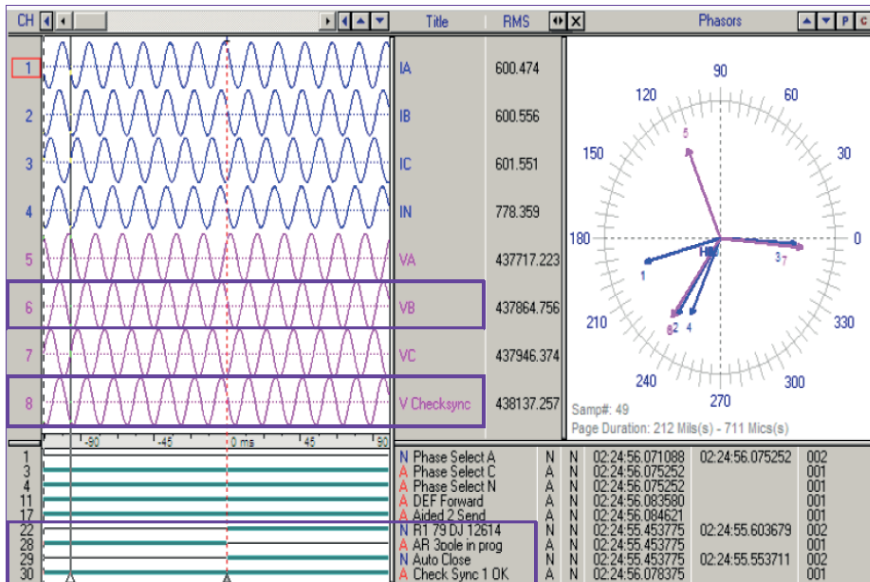 CH Title RMS Phasors P C
1 IA 600.474
2 IB 600.556
3 IC 601.551
4 IN 778.359
5 VA 437717.223
6 VB 437864.756
7 VC 437946.374
8 V Checksync 438137.257
90
120 60
150 30
180 0
210 330
240 300
270
5
1
3
7
2
4
Samp#: 49
Page Duration: 212 Mils(s) - 711 Mics(s)
-90 -45 0 ms 45 90
1 N Phase Select A N N 02:24:56.071088 02:24:56.075252 002
3 A Phase Select C A N 02:24:56.075252 001
4 A Phase Select N A N 02:24:56.075252 001
11 A DEF Forward A N 02:24:56.083580 001
17 A Aided 2 Send A N 02:24:56.084621 001
22 N R1 79 DJ 12614 N N 02:24:55.453775 02:24:55.603679 002
28 A AR 3pole in prog A N 02:24:55.453775 001
29 N Auto Close N N 02:24:55.453775 02:24:55.553711 002
30 A Check Sync 1 OK A N 02:24:56.078375 001